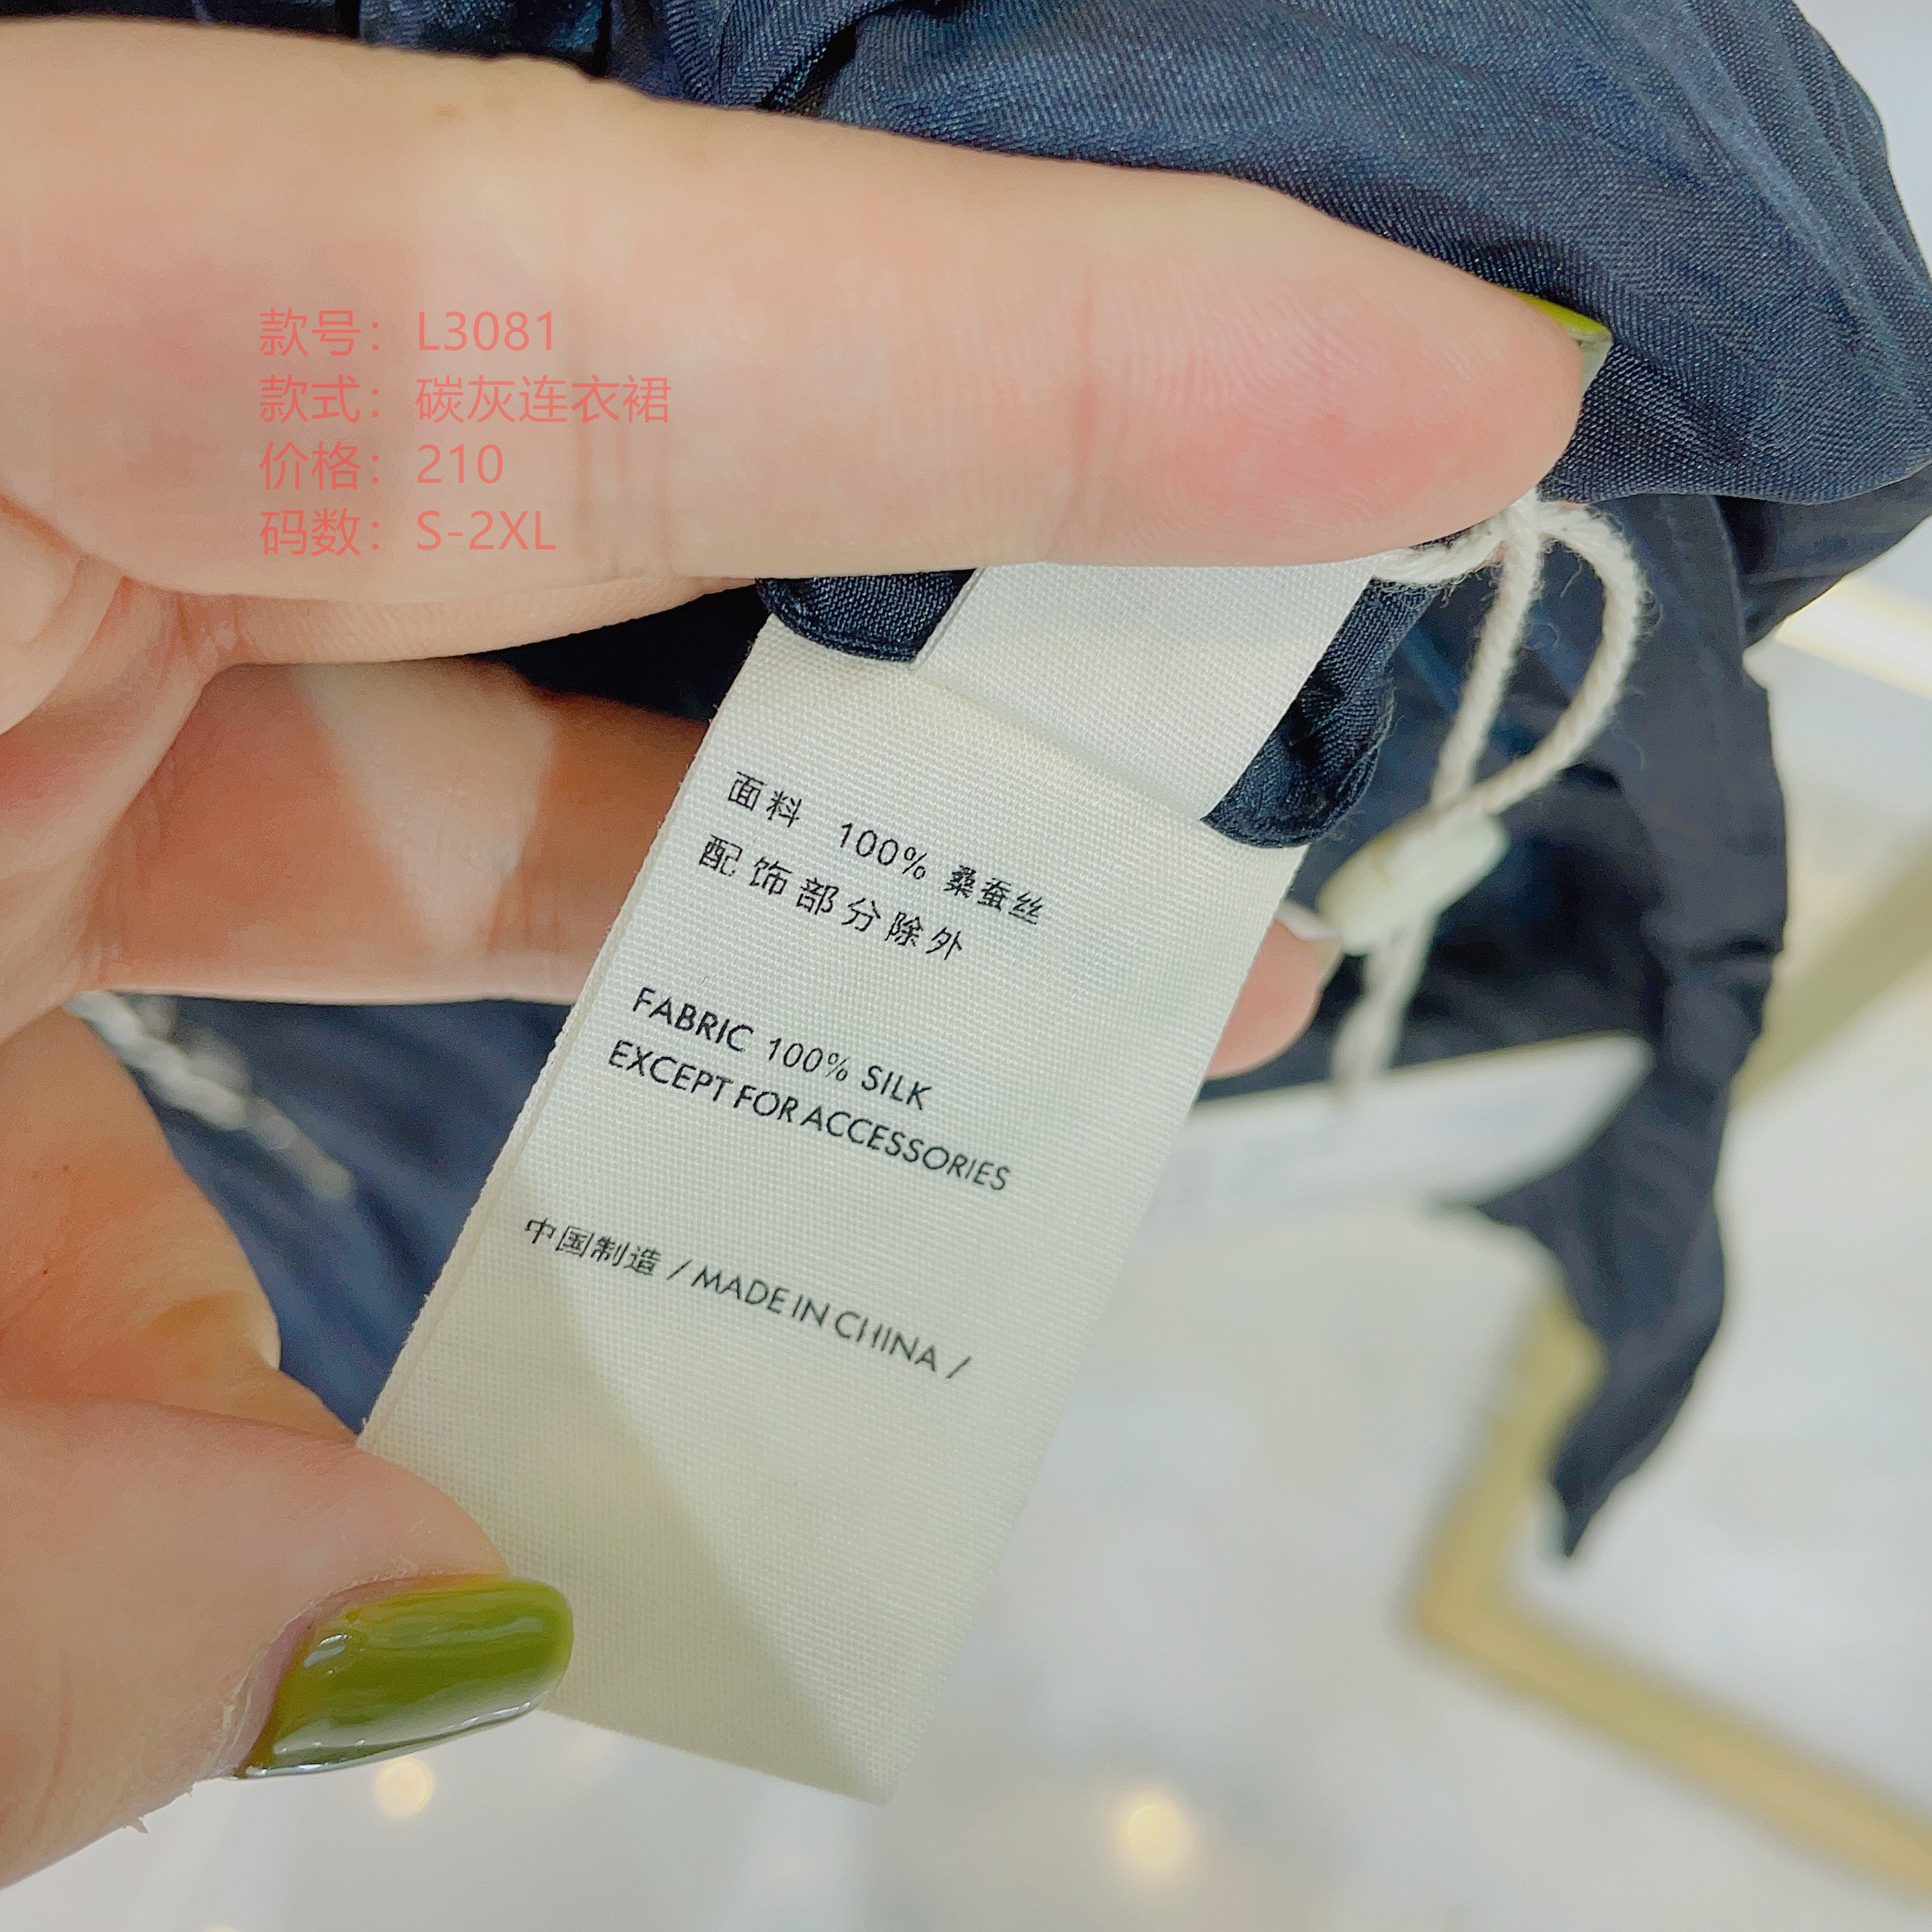 款号：L3081
款式：碳灰连衣裙
价格：210
码数：S-2XL
面料 100% 桑蚕丝
配饰部分除外
FABRIC 100% SILK
EXCEPT FOR ACCESSORIES
中国制造 / MADE IN CHINA /